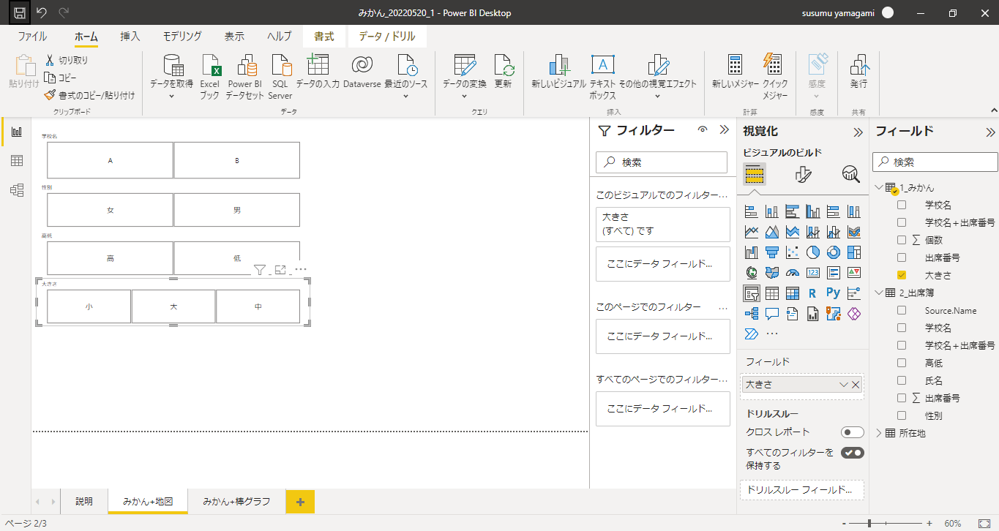 みかん_20220520_1 - Power BI Desktop
susumu yamagami
ファイル ホーム 挿入 モデリング 表示 ヘルプ 書式 データ / ドリル
貼り付け
切り取り
コピー
書式のコピー/貼り付け
クリップボード
データを取得
Excel
ブック
Power BI
データセット
SQL
Server
データの入力
Dataverse
最近のソース
データ
データの変換
更新
クエリ
新しいビジュアル
テキスト
ボックス
その他の視覚エフェクト
挿入
新しいメジャー
クイック
メジャー
計算
感度
感度
発行
共有
学校名
A B
性別
女 男
高低
高 低
大きさ
小 大 中
フィルター
検索
このビジュアルでのフィルター...
大きさ
(すべて) です
ここにデータ フィールド...
このページでのフィルター ...
ここにデータ フィールド...
すべてのページでのフィルター...
ここにデータ フィールド...
視覚化
ビジュアルのビルド
123
R Py
...
フィールド
大きさ
ドリルスルー
クロス レポート
すべてのフィルターを
保持する
ドリルスルー フィールド...
フィールド
検索
1_みかん
学校名
学校名＋出席番号
∑ 個数
出席番号
大きさ
2_出席簿
Source.Name
学校名
学校名＋出席番号
高低
氏名
∑ 出席番号
性別
所在地
説明 みかん+地図 みかん+棒グラフ +
ページ 2/3
- + 60%